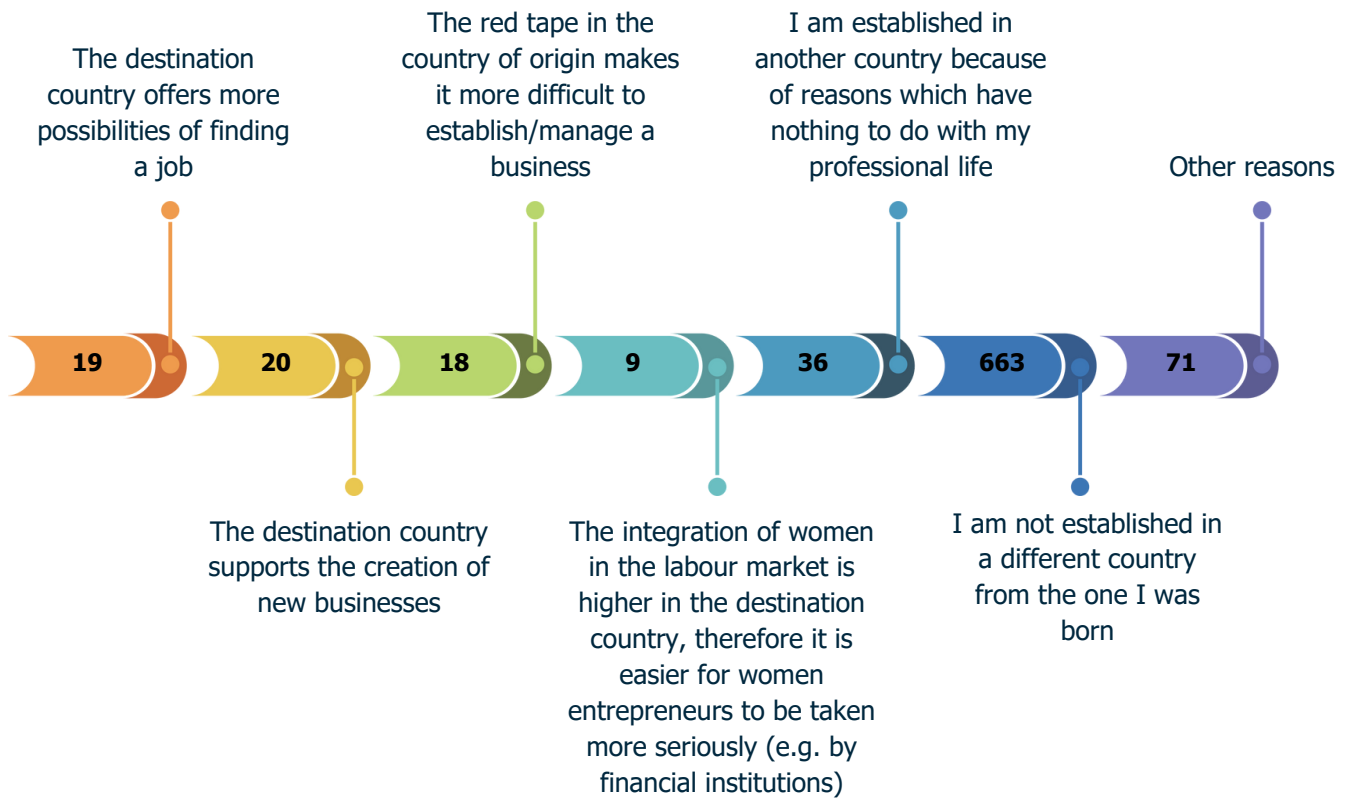 The destination
country offers more
possibilities of finding
a job
The red tape in the
country of origin makes
it more difficult to
establish/manage a
business
I am established in
another country because
of reasons which have
nothing to do with my
professional life
Other reasons
19
20
18
9
36
663
71
The destination country
supports the creation of
new businesses
The integration of women
in the labour market is
higher in the destination
country, therefore it is
easier for women
entrepreneurs to be taken
more seriously (e.g. by
financial institutions)
I am not established in
a different country
from the one I was
born